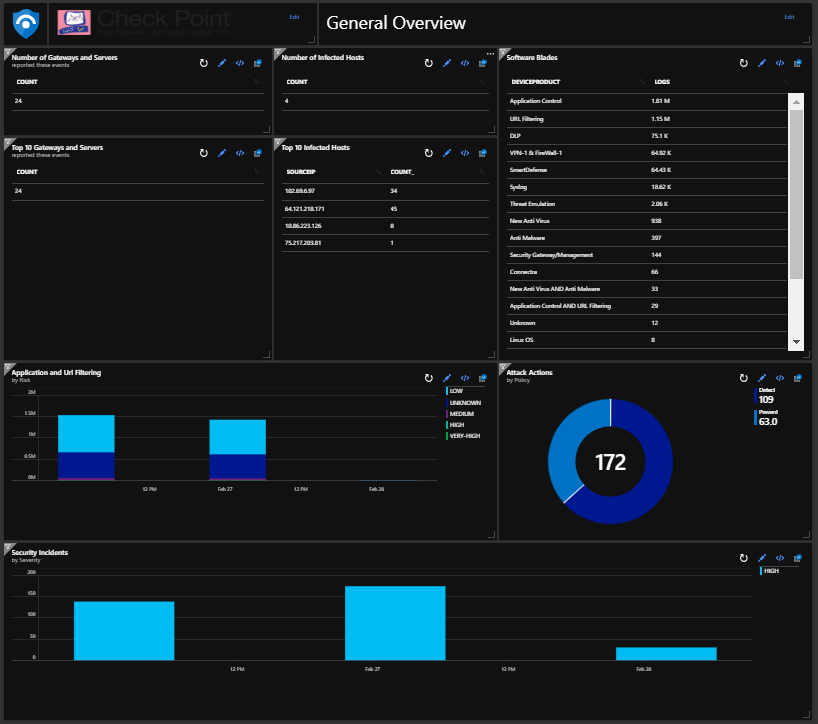 Check Point
SOFTWARE TECHNOLOGIES LTD.
Edit
General Overview
Edit
Number of Gateways and Servers
reported these events
COUNT
24
Number of Infected Hosts
COUNT
4
Software Blades
DEVICEPRODUCT LOGS
Application Control 1.81 M
URL Filtering 1.15 M
DLP 75.1 K
VPN-1 & FireWall-1 64.92 K
SmartDefense 64.43 K
Syslog 18.62 K
Threat Emulation 2.06 K
New Anti Virus 938
Anti Malware 397
Security Gateway/Management 144
Connectra 66
New Anti Virus AND Anti Malware 33
Application Control AND URL Filtering 29
Unknown 12
Linux OS 8
Top 10 Gateways and Servers
reported these events
COUNT
24
Top 10 Infected Hosts
SOURCEIP COUNT_
102.69.6.97 34
64.121.218.171 45
10.86.223.126 8
75.217.203.81 1
Application and Url Filtering
by Risk
2M
1.5M
1M
0.5M
0M
12 PM Feb 27 12 PM Feb 28
LOW
UNKNOWN
MEDIUM
HIGH
VERY-HIGH
Attack Actions
by Policy
172
Detect
109
Prevent
63.0
Security Incidents
by Severity
200
150
100
50
0
12 PM Feb 27 12 PM Feb 28
HIGH